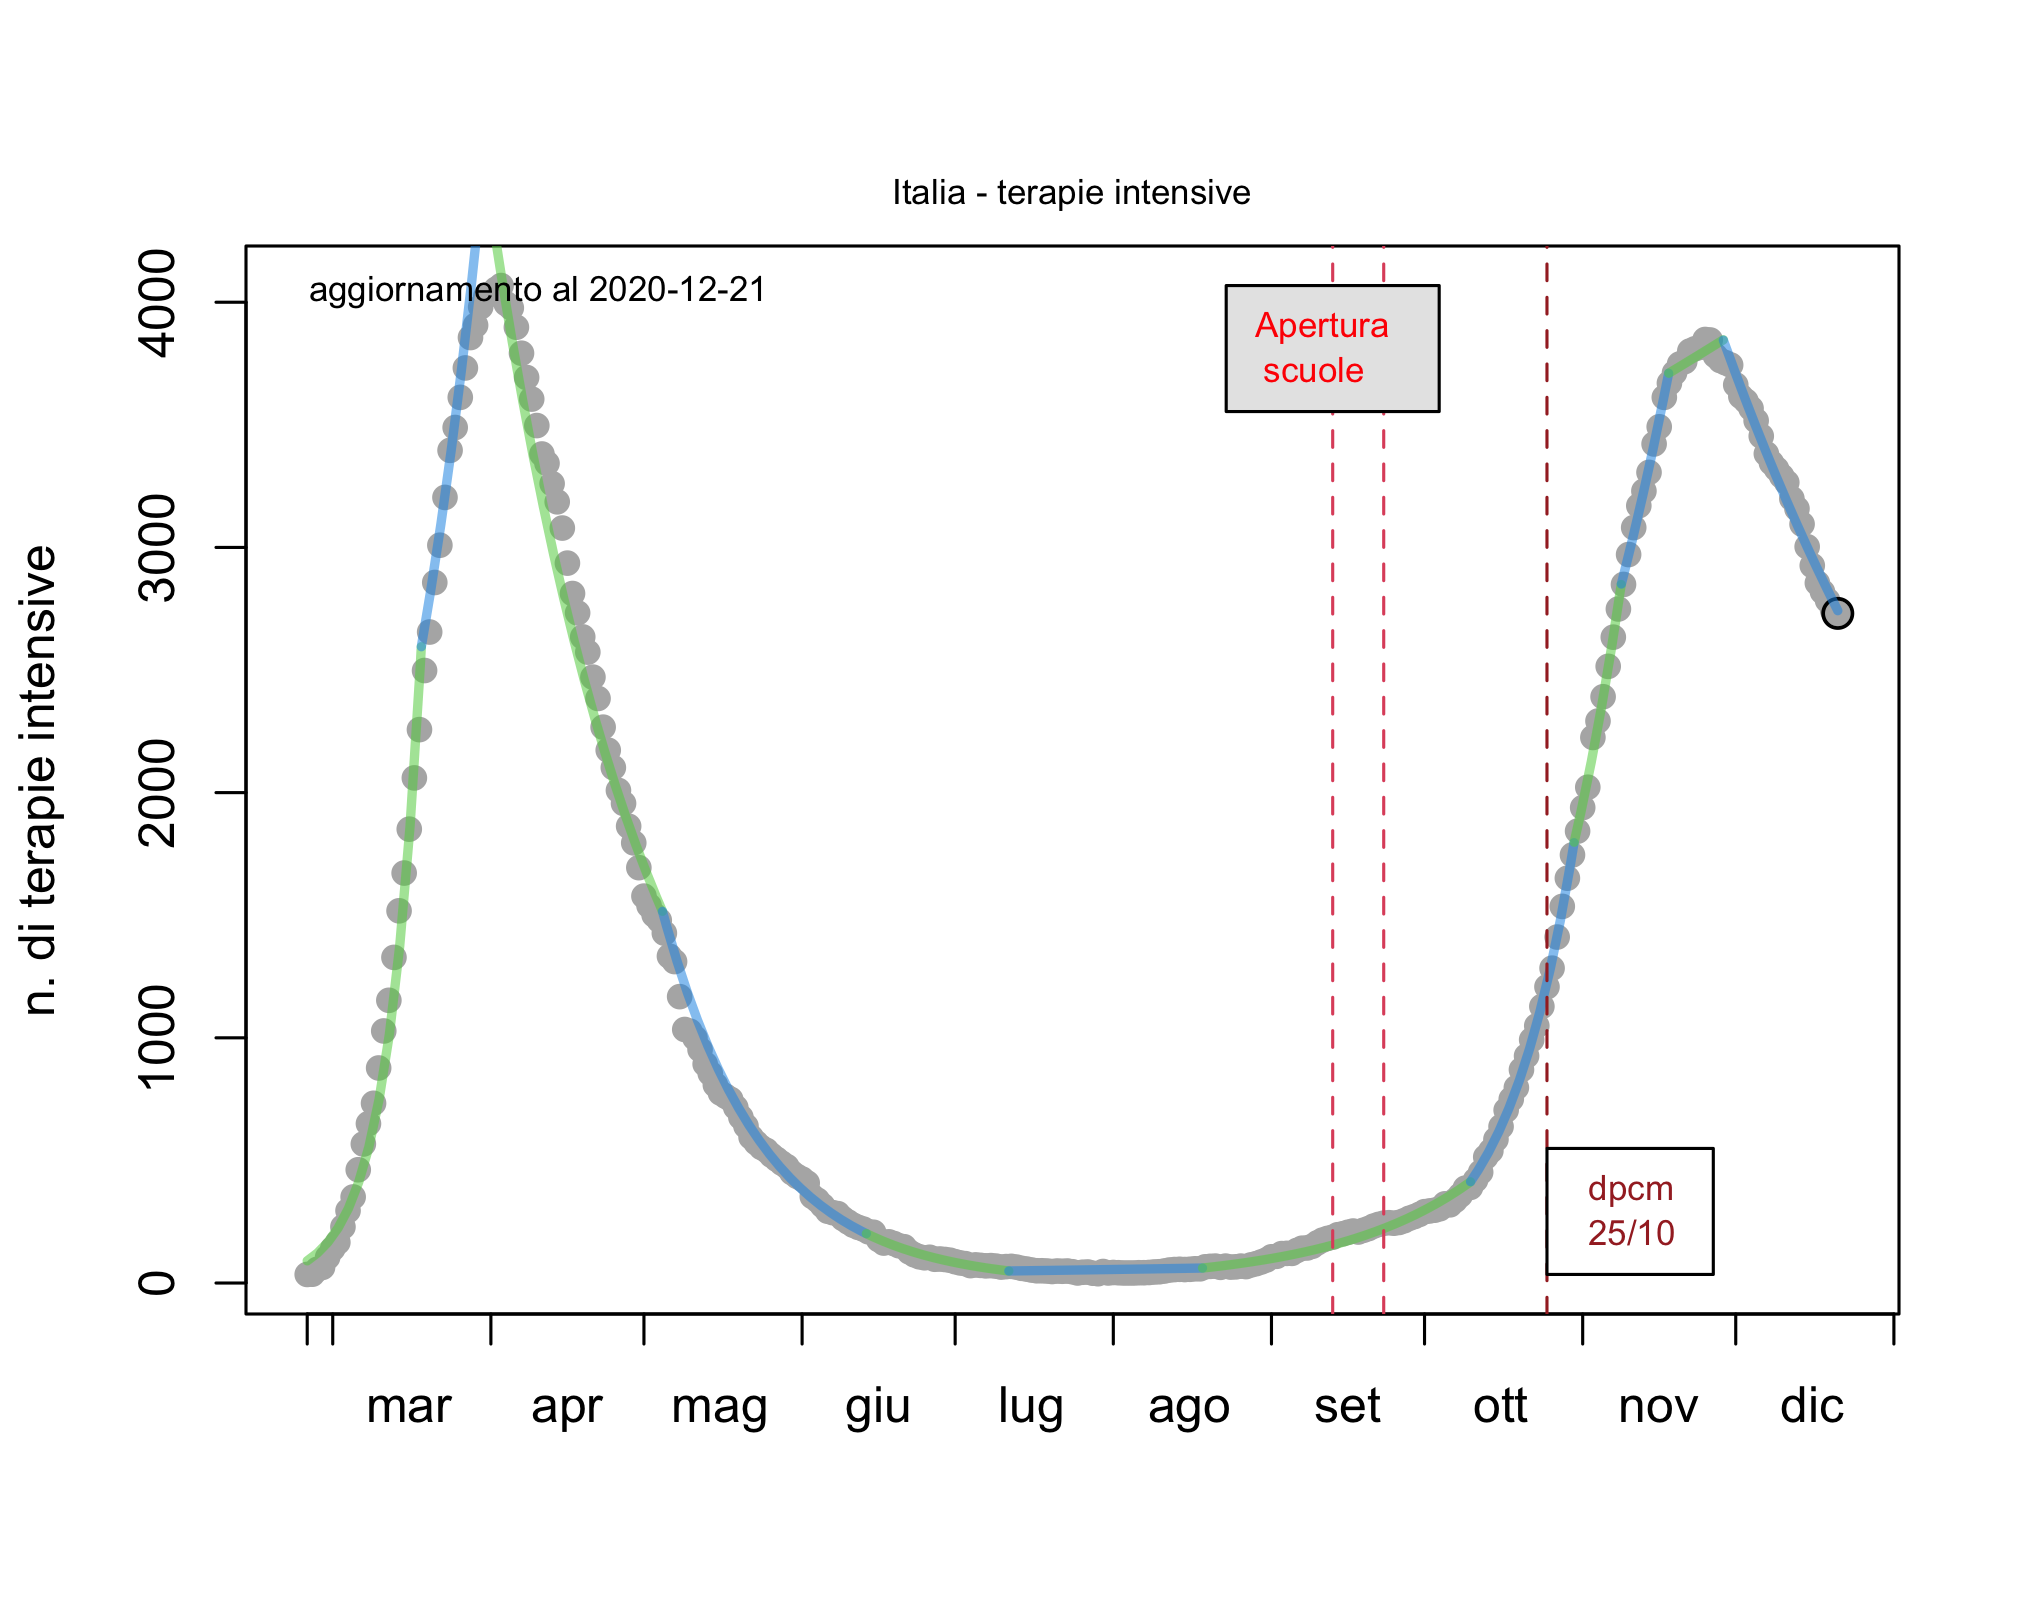 Italia - terapie intensive
aggiornamento al 2020-12-21
Apertura
scuole
dpcm
25/10
n. di terapie intensive
4000
3000
2000
1000
0
mar apr mag giu lug ago set ott nov dic